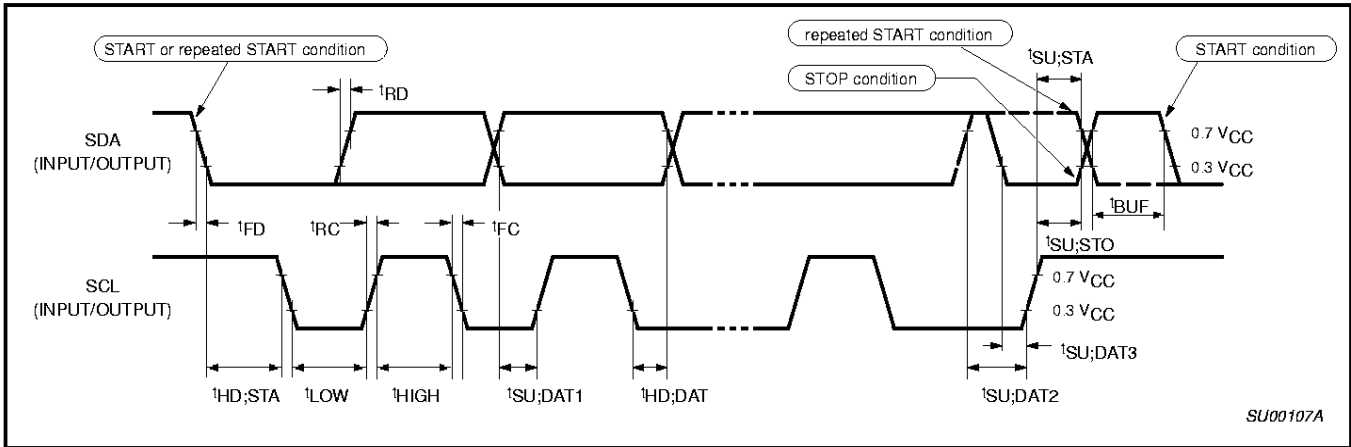 repeated START condition
START or repeated START condition
tSU;STA
START condition
STOP condition
tRD
SDA
(INPUT/OUTPUT)
0.7 VCC
0.3 VCC
tFD
tRC
tFC
tBUF
tSU;STO
SCL
(INPUT/OUTPUT)
0.7 VCC
0.3 VCC
tSU;DAT3
tHD;STA
tLOW
tHIGH
tSU;DAT1
tHD;DAT
tSU;DAT2
SU00107A